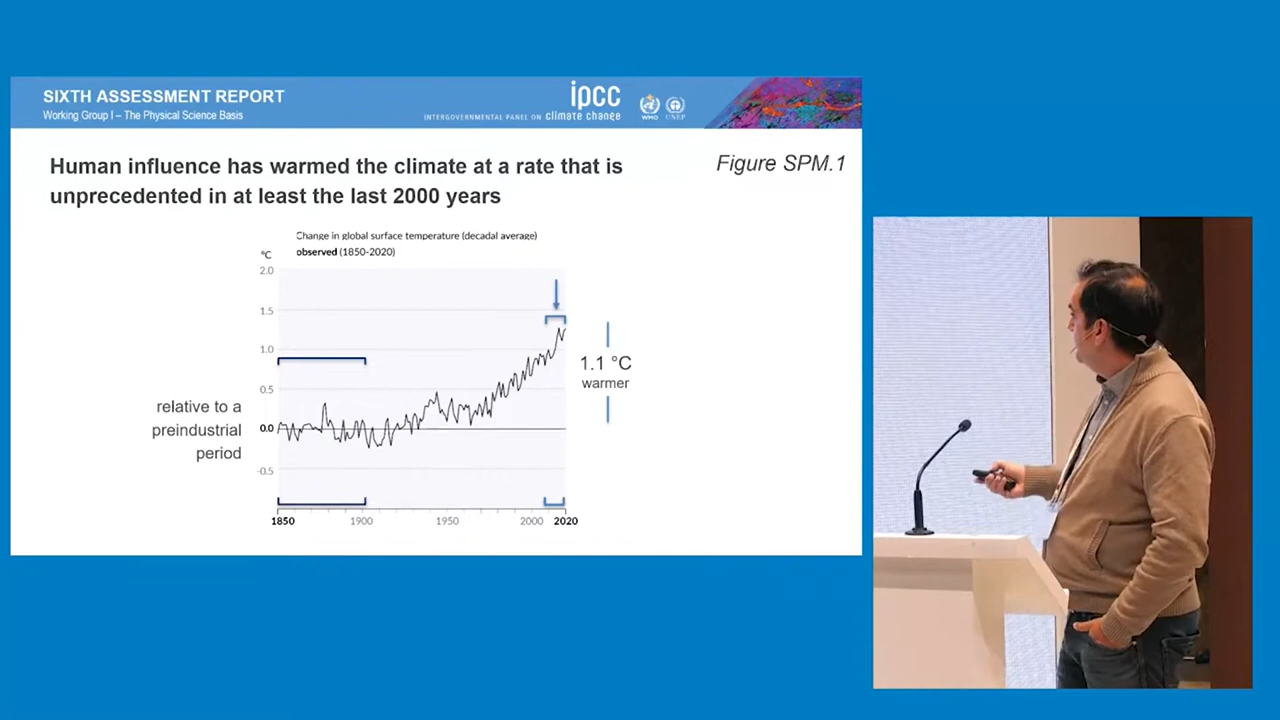 SIXTH ASSESSMENT REPORT
Working Group I – The Physical Science Basis
ipcc
INTERGOVERNMENTAL PANEL ON climate change
WMO
UNEP
Human influence has warmed the climate at a rate that is
unprecedented in at least the last 2000 years
Figure SPM.1
Change in global surface temperature (decadal average)
observed (1850-2020)
°C
2.0
1.5
1.0
0.5
0.0
-0.5
1.1 °C
warmer
relative to a
preindustrial
period
1850 1900 1950 2000 2020